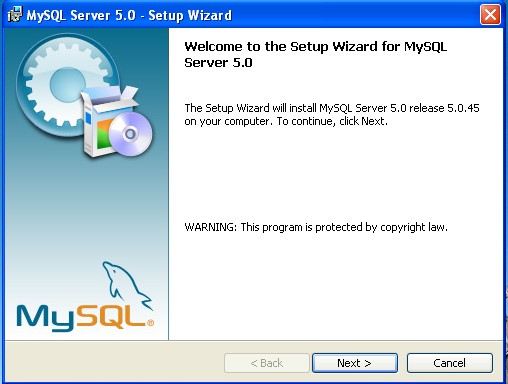 MySQL Server 5.0 - Setup Wizard
Welcome to the Setup Wizard for MySQL
Server 5.0
The Setup Wizard will install MySQL Server 5.0 release 5.0.45
on your computer. To continue, click Next.
WARNING: This program is protected by copyright law.
MySQL®
< Back
Next >
Cancel